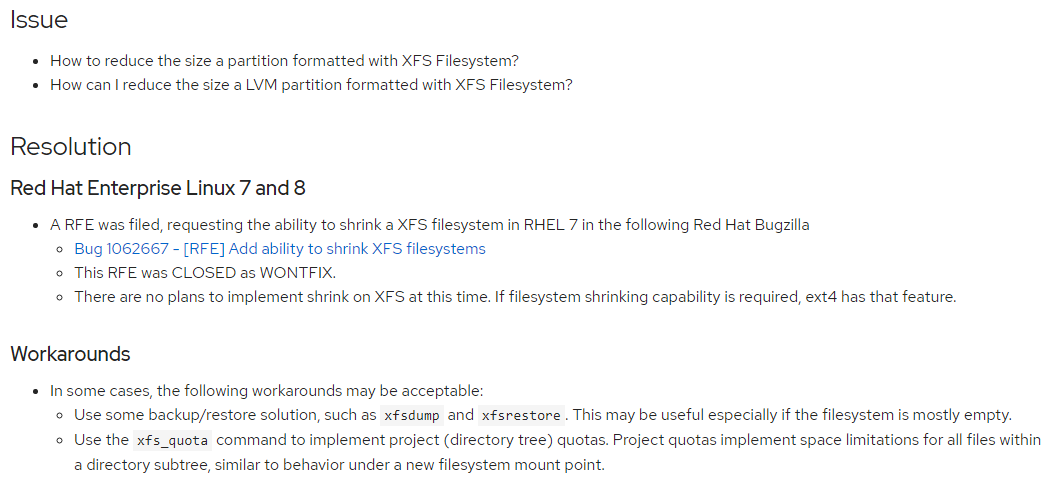 Issue
How to reduce the size a partition formatted with XFS Filesystem?
How can I reduce the size a LVM partition formatted with XFS Filesystem?
Resolution
Red Hat Enterprise Linux 7 and 8
A RFE was filed, requesting the ability to shrink a XFS filesystem in RHEL 7 in the following Red Hat Bugzilla
Bug 1062667 - [RFE] Add ability to shrink XFS filesystems
This RFE was CLOSED as WONTFIX.
There are no plans to implement shrink on XFS at this time. If filesystem shrinking capability is required, ext4 has that feature.
Workarounds
In some cases, the following workarounds may be acceptable:
Use some backup/restore solution, such as xfsdump and xfsrestore. This may be useful especially if the filesystem is mostly empty.
Use the xfs_quota command to implement project (directory tree) quotas. Project quotas implement space limitations for all files within
a directory subtree, similar to behavior under a new filesystem mount point.